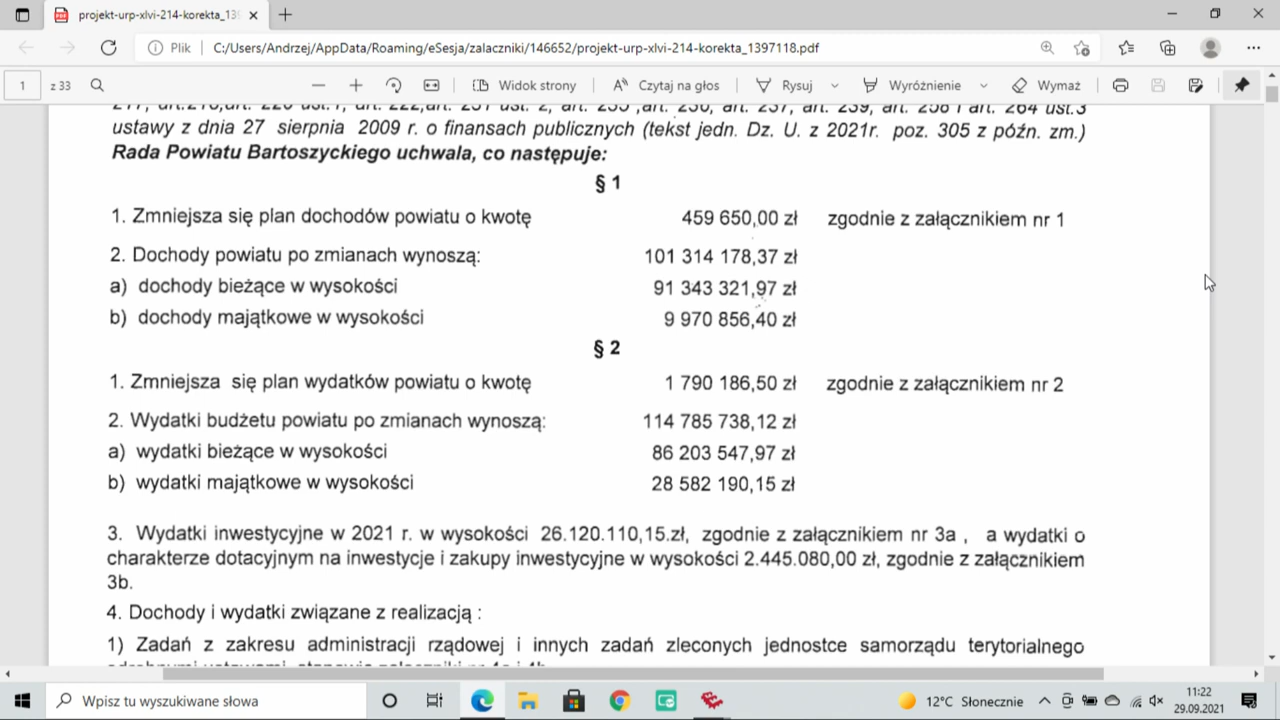 projekt-urp-xlvi-214-korekta_139
Plik C:/Users/Andrzej/AppData/Roaming/eSesja/zalaczniki/146652/projekt-urp-xlvi-214-korekta_1397118.pdf
1 z 33 Widok strony Czytaj na głos Rysuj Wyróżnienie Wymaż
ustawy z dnia 27 sierpnia 2009 r. o finansach publicznych (tekst jedn. Dz. U. z 2021r. poz. 305 z późn. zm.)
Rada Powiatu Bartoszyckiego uchwala, co następuje:
§ 1
1. Zmniejsza się plan dochodów powiatu o kwotę 459 650,00 zł zgodnie z załącznikiem nr 1
2. Dochody powiatu po zmianach wynoszą: 101 314 178,37 zł
a) dochody bieżące w wysokości 91 343 321,97 zł
b) dochody majątkowe w wysokości 9 970 856,40 zł
§ 2
1. Zmniejsza się plan wydatków powiatu o kwotę 1 790 186,50 zł zgodnie z załącznikiem nr 2
2. Wydatki budżetu powiatu po zmianach wynoszą: 114 785 738,12 zł
a) wydatki bieżące w wysokości 86 203 547,97 zł
b) wydatki majątkowe w wysokości 28 582 190,15 zł
3. Wydatki inwestycyjne w 2021 r. w wysokości 26.120.110,15.zł, zgodnie z załącznikiem nr 3a , a wydatki o
charakterze dotacyjnym na inwestycje i zakupy inwestycyjne w wysokości 2.445.080,00 zł, zgodnie z załącznikiem
3b.
4. Dochody i wydatki związane z realizacją :
1) Zadań z zakresu administracji rządowej i innych zadań zleconych jednostce samorządu terytorialnego
Wpisz tu wyszukiwane słowa 12°C Słonecznie 11:22
29.09.2021